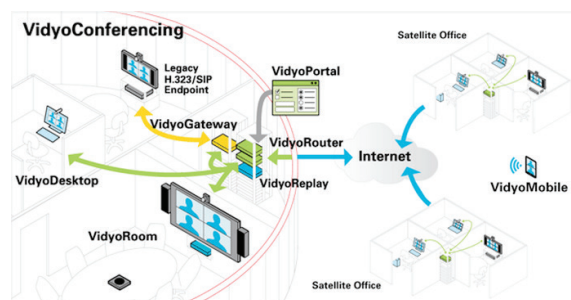 VidyoConferencing
Legacy
H.323/SIP
Endpoint
VidyoPortal
Satellite Office
VidyoGateway
VidyoRouter
Internet
VidyoDesktop
VidyoReplay
VidyoMobile
VidyoRoom
Satellite Office